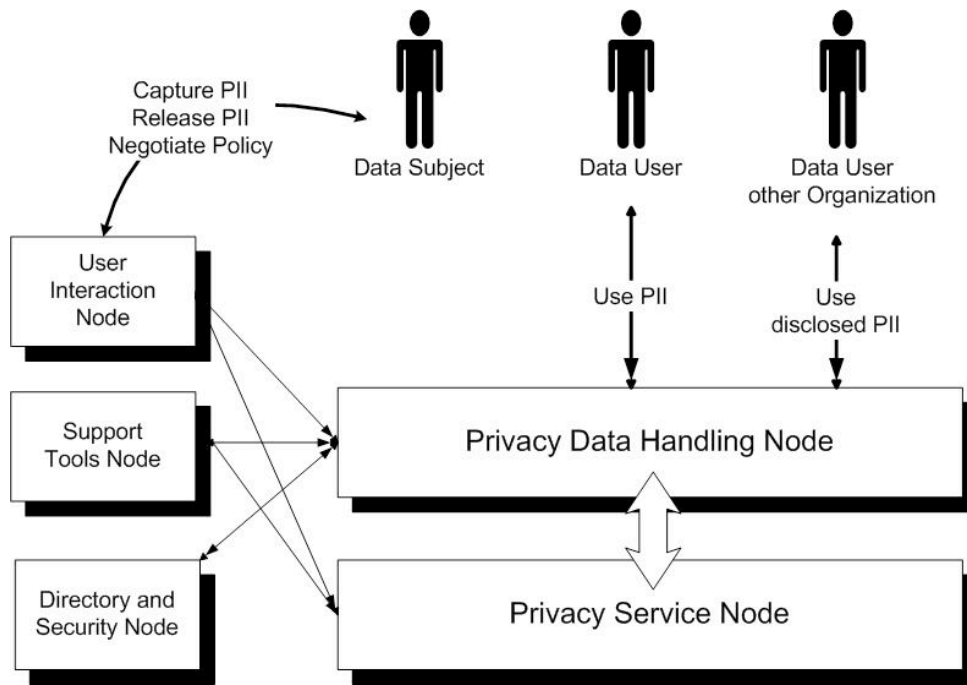 Capture PII
Release PII
Negotiate Policy
Data Subject
Data User
Data User
other Organization
User
Interaction
Node
Use PII
Use
disclosed PII
Support
Tools Node
Privacy Data Handling Node
Directory and
Security Node
Privacy Service Node